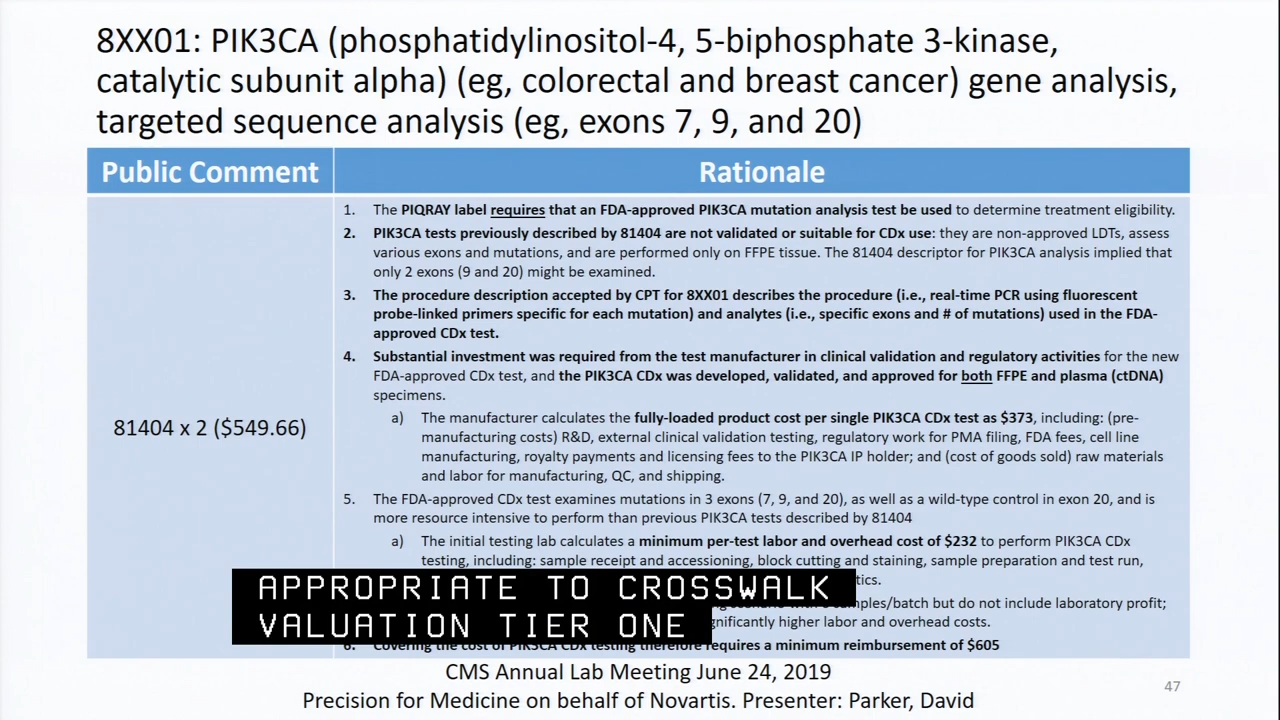 8XX01: PIK3CA (phosphatidylinositol-4, 5-biphosphate 3-kinase,
catalytic subunit alpha) (eg, colorectal and breast cancer) gene analysis,
targeted sequence analysis (eg, exons 7, 9, and 20)
Public Comment
Rationale
81404 x 2 ($549.66)
1. The PIQRAY label requires that an FDA-approved PIK3CA mutation analysis test be used to determine treatment eligibility.
2. PIK3CA tests previously described by 81404 are not validated or suitable for CDx use: they are non-approved LDTs, assess
various exons and mutations, and are performed only on FFPE tissue. The 81404 descriptor for PIK3CA analysis implied that
only 2 exons (9 and 20) might be examined.
3. The procedure description accepted by CPT for 8XX01 describes the procedure (i.e., real-time PCR using fluorescent
probe-linked primers specific for each mutation) and analytes (i.e., specific exons and # of mutations) used in the FDA-
approved CDx test.
4. Substantial investment was required from the test manufacturer in clinical validation and regulatory activities for the new
FDA-approved CDx test, and the PIK3CA CDx was developed, validated, and approved for both FFPE and plasma (ctDNA)
specimens.
a) The manufacturer calculates the fully-loaded product cost per single PIK3CA CDx test as $373, including: (pre-
manufacturing costs) R&D, external clinical validation testing, regulatory work for PMA filing, FDA fees, cell line
manufacturing, royalty payments and licensing fees to the PIK3CA IP holder; and (cost of goods sold) raw materials
and labor for manufacturing, QC, and shipping.
5. The FDA-approved CDx test examines mutations in 3 exons (7, 9, and 20), as well as a wild-type control in exon 20, and is
more resource intensive to perform than previous PIK3CA tests described by 81404
a) The initial testing lab calculates a minimum per-test labor and overhead cost of $232 to perform PIK3CA CDx
testing, including: sample receipt and accessioning, block cutting and staining, sample preparation and test run,
APPROPRIATE TO CROSSWALK
VALUATION TIER ONE
samples/batch but do not include laboratory profit;
significantly higher labor and overhead costs.
6. Covering the cost of PIK3CA CDx testing therefore requires a minimum reimbursement of $605
CMS Annual Lab Meeting June 24, 2019
Precision for Medicine on behalf of Novartis. Presenter: Parker, David
47